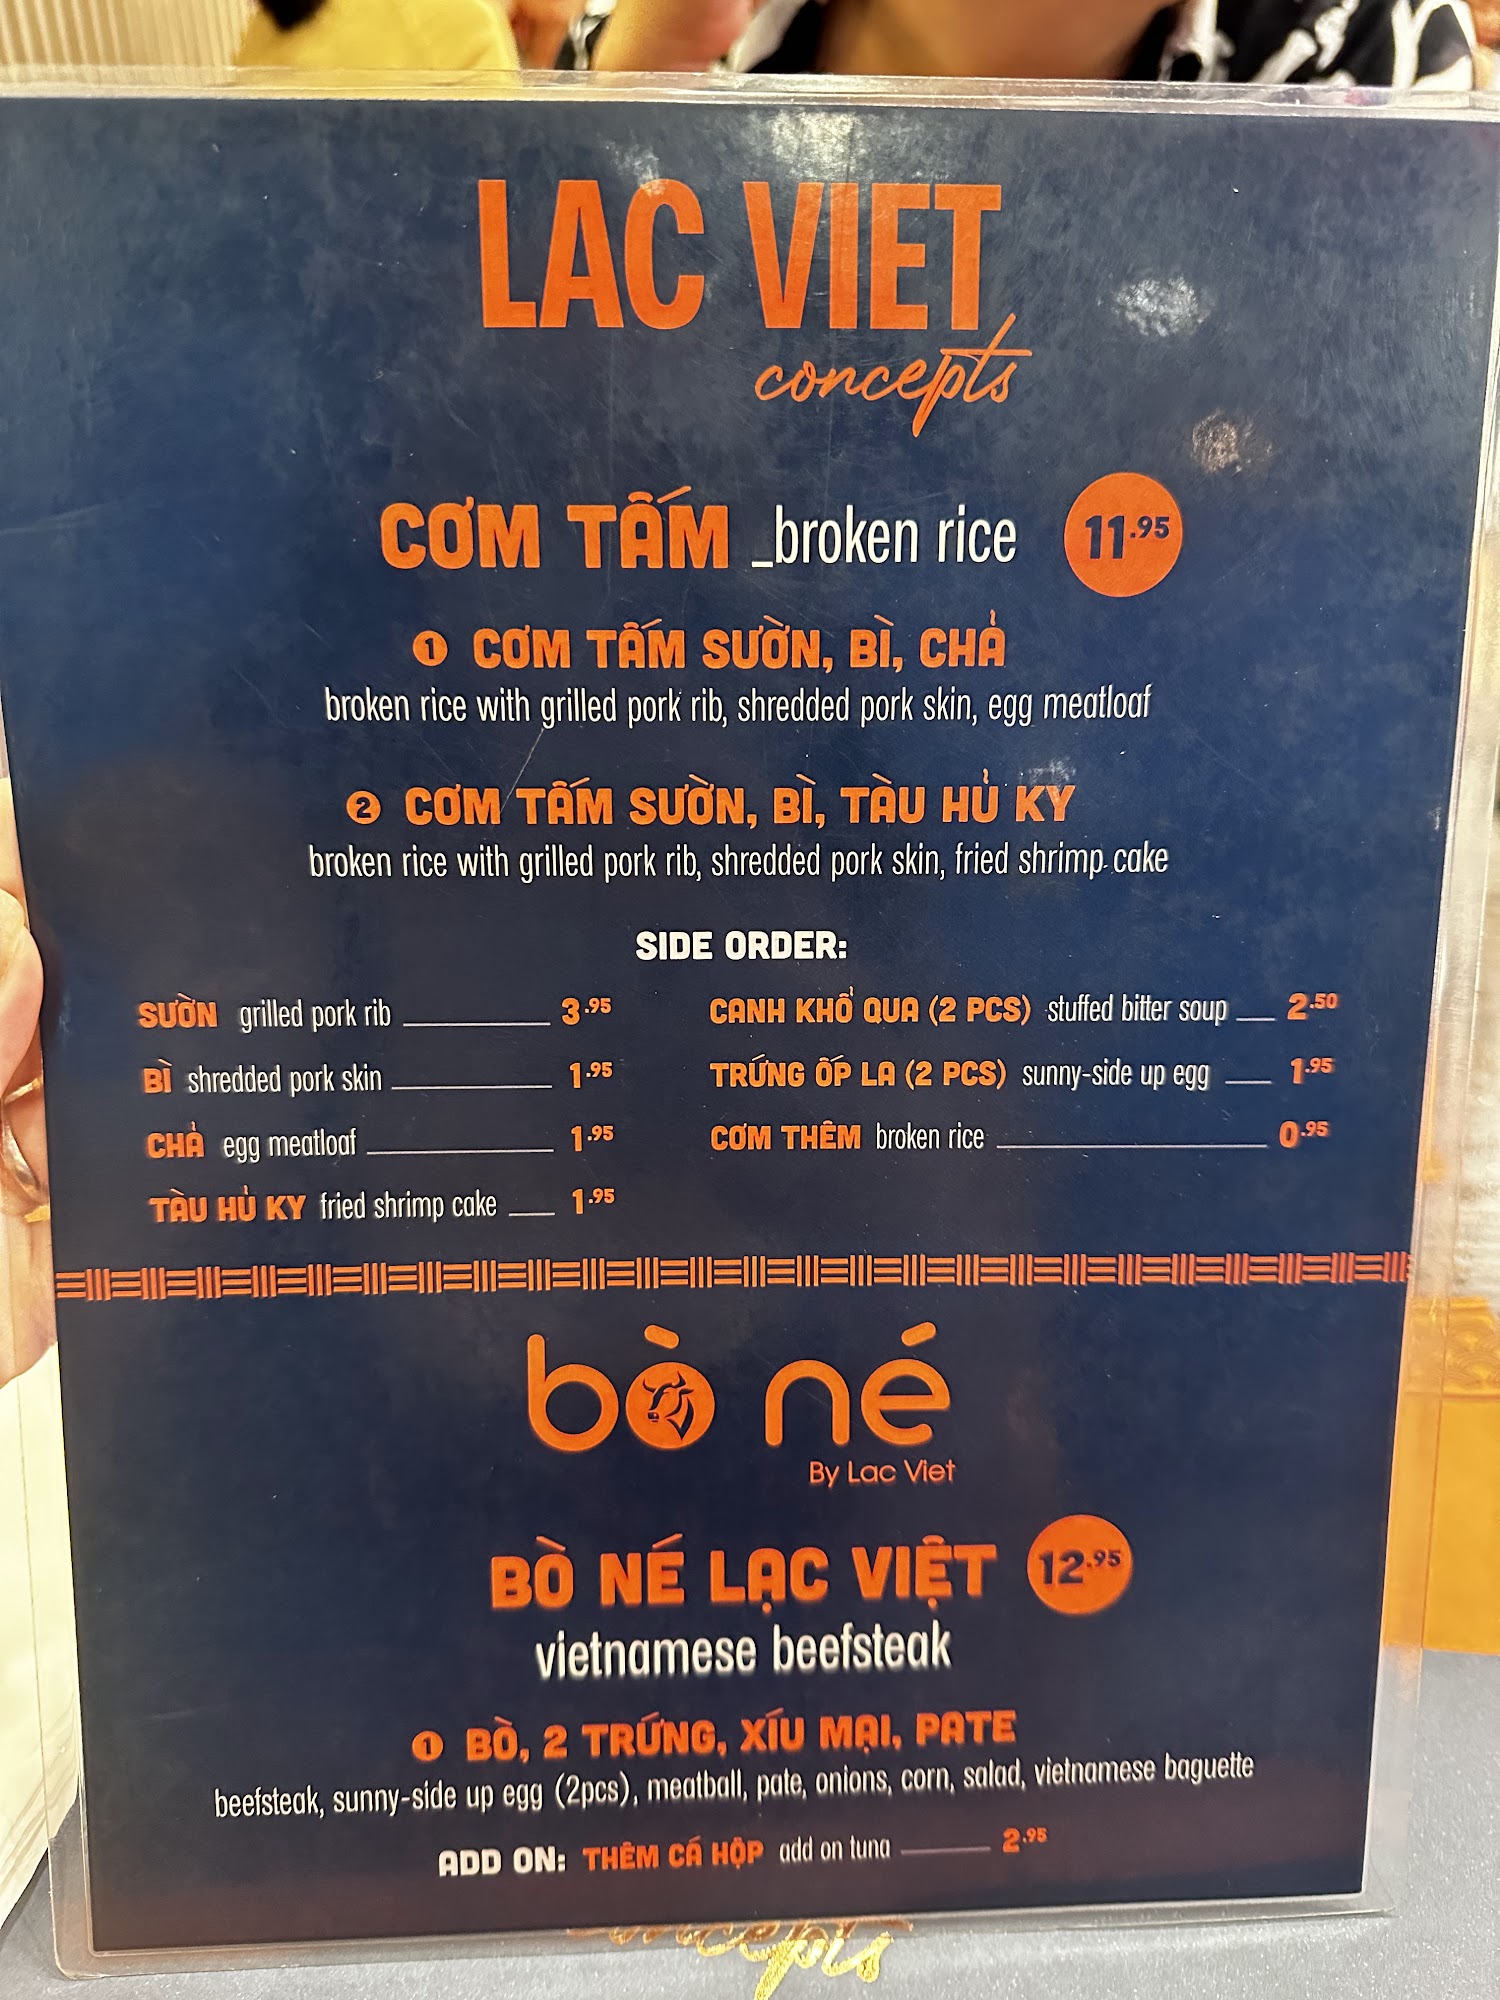 LAC VIET
concepts
CƠM TẤM _broken rice 11.95
1 CƠM TẤM SƯỜN, BÌ, CHẢ
broken rice with grilled pork rib, shredded pork skin, egg meatloaf
2 CƠM TẤM SƯỜN, BÌ, TÀU HỦ KY
broken rice with grilled pork rib, shredded pork skin, fried shrimp cake
SIDE ORDER:
SƯỜN grilled pork rib 3.95
BÌ shredded pork skin 1.95
CHẢ egg meatloaf 1.95
TÀU HỦ KY fried shrimp cake 1.95
CANH KHỔ QUA (2 PCS) stuffed bitter soup 2.50
TRỨNG ỐP LA (2 PCS) sunny-side up egg 1.95
CƠM THÊM broken rice 0.95
bò né
By Lac Viet
BÒ NÉ LẠC VIỆT 12.95
vietnamese beefsteak
1 BÒ, 2 TRỨNG, XÍU MẠI, PATE
beefsteak, sunny-side up egg (2pcs), meatball, pate, onions, corn, salad, vietnamese baguette
ADD ON: THÊM CÁ HỘP add on tuna 2.95